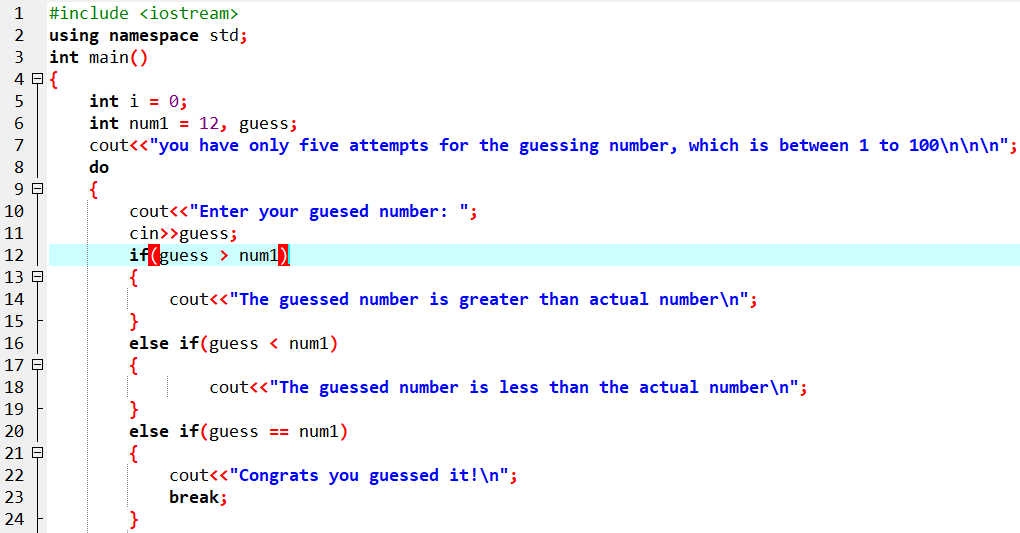 1 #include <iostream>
2 using namespace std;
3 int main()
4 {
5 int i = 0;
6 int num1 = 12, guess;
7 cout<<"you have only five attempts for the guessing number, which is between 1 to 100\n\n\n";
8 do
9 {
10 cout<<"Enter your guesed number: ";
11 cin>>guess;
12 if(guess > num1)
13 {
14 cout<<"The guessed number is greater than actual number\n";
15 }
16 else if(guess < num1)
17 {
18 cout<<"The guessed number is less than the actual number\n";
19 }
20 else if(guess == num1)
21 {
22 cout<<"Congrats you guessed it!\n";
23 break;
24 }